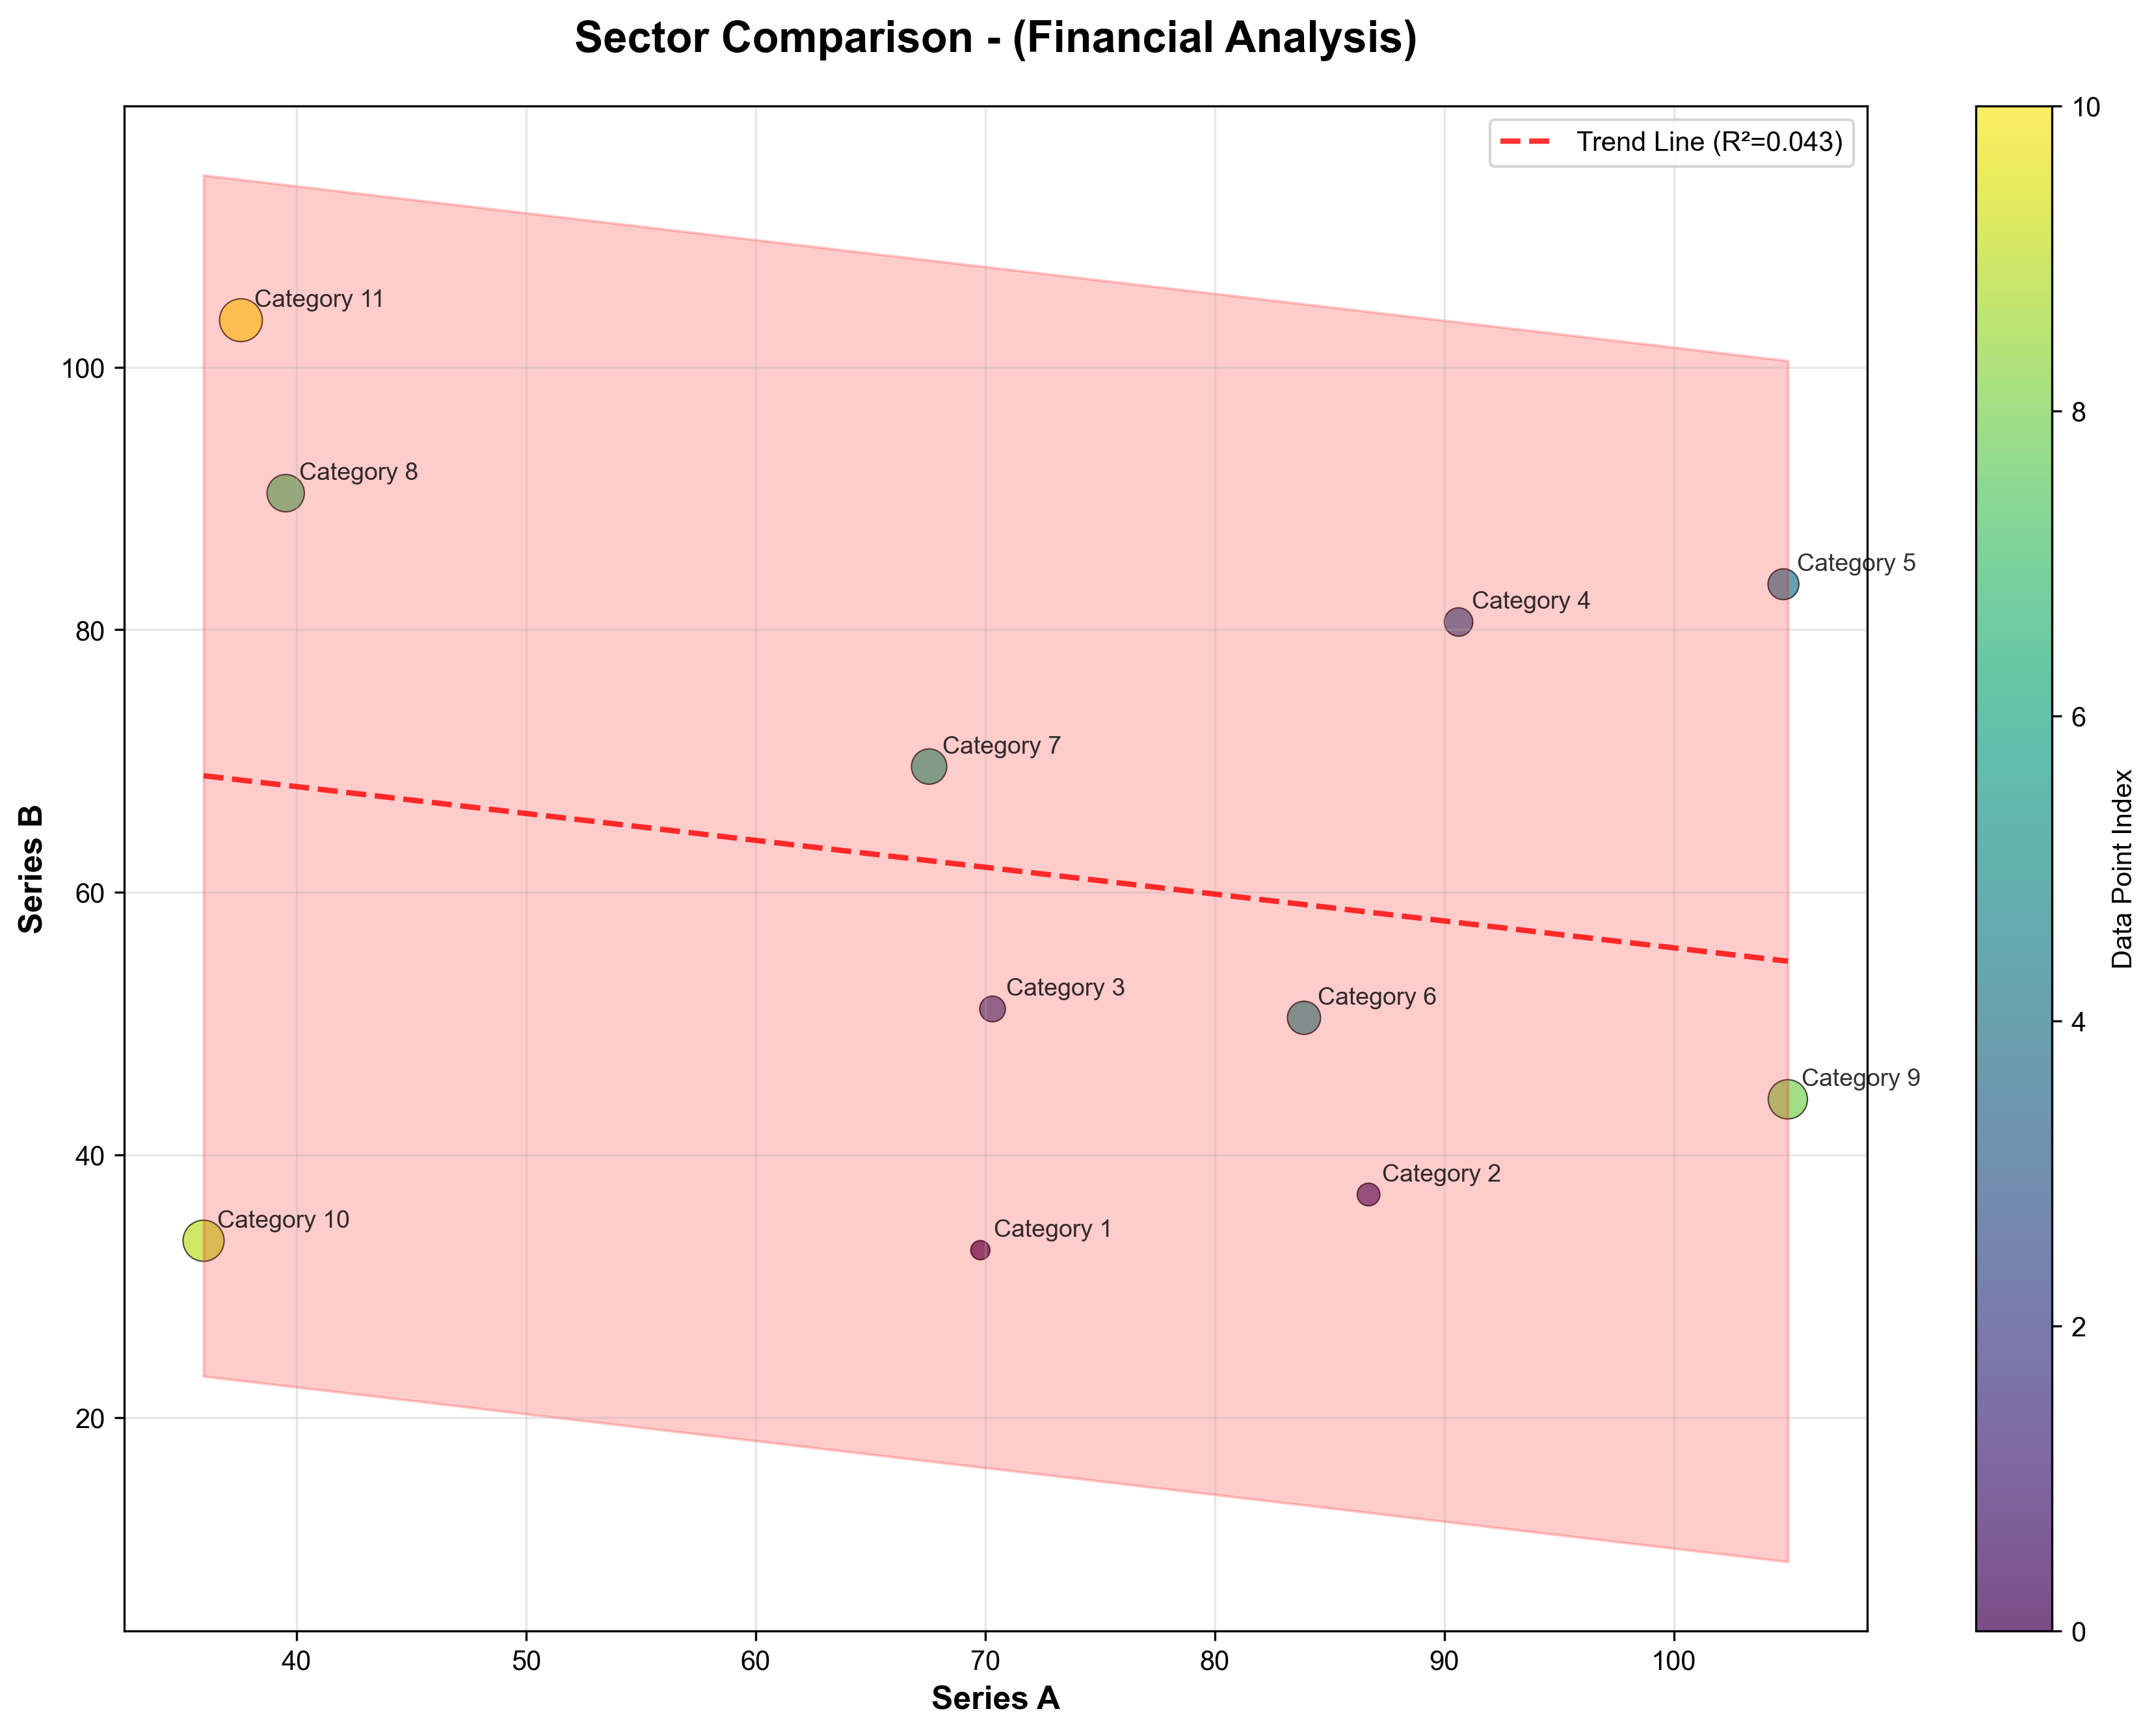 Sector Comparison - (Financial Analysis)
Trend Line (R²=0.043)
Category 11
Category 8
Category 5
Category 4
Category 7
Category 3
Category 6
Category 9
Category 2
Category 10
Category 1
Series B
100
80
60
40
20
40
50
60
70
80
90
100
Series A
10
8
6
4
2
0
Data Point Index